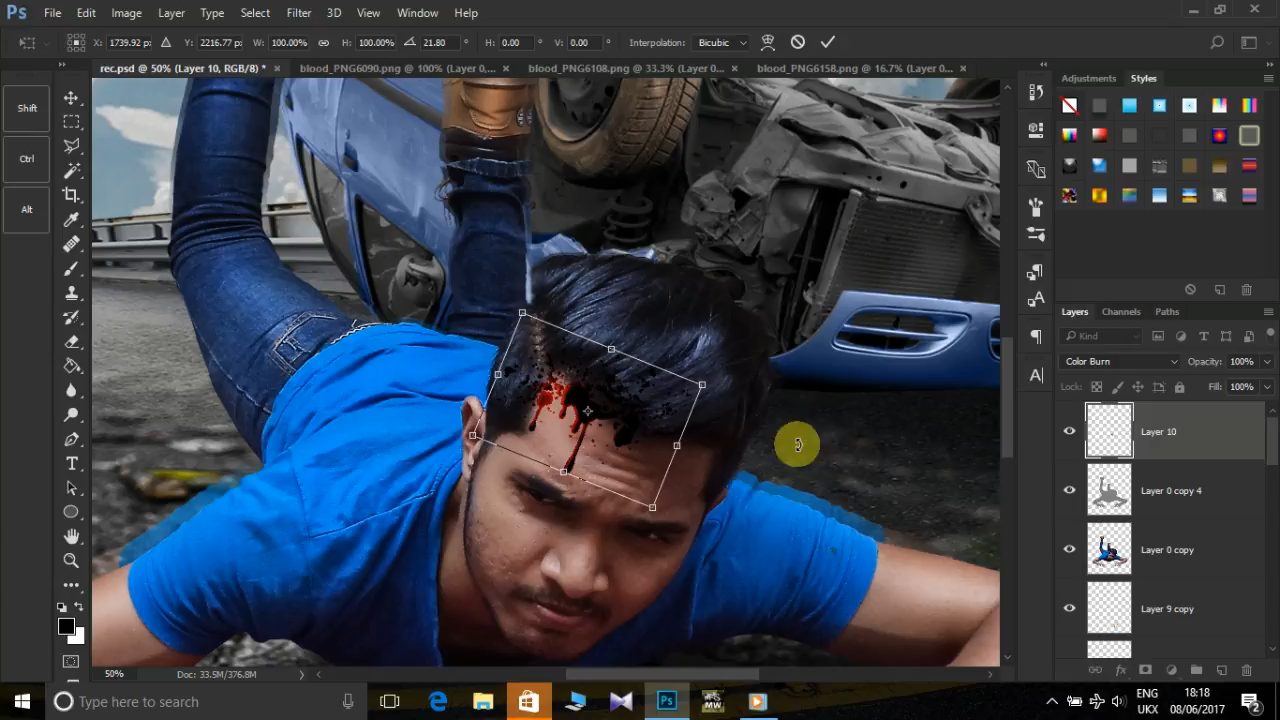 Ps File Edit Image Layer Type Select Filter 3D View Window Help
X: 1739.92 px Y: 2216.77 px W: 100.00% H: 100.00% 21.80 ° H: 0.00 ° V: 0.00 ° Interpolation: Bicubic
rec.psd @ 50% (Layer 10, RGB/8) * × blood_PNG6090.png @ 100% (Layer 0,... × blood_PNG6108.png @ 33.3% (Layer 0... × blood_PNG6158.png @ 16.7% (Layer 0... ×
Shift
Ctrl
Alt
Adjustments Styles
Layers Channels Paths
Kind
Color Burn Opacity: 100%
Lock: Fill: 100%
Layer 10
Layer 0 copy 4
Layer 0 copy
Layer 9 copy
50% Doc: 33.5M/376.8M
Type here to search
Ps
MW
ENG
UKX
18:18
08/06/2017
2